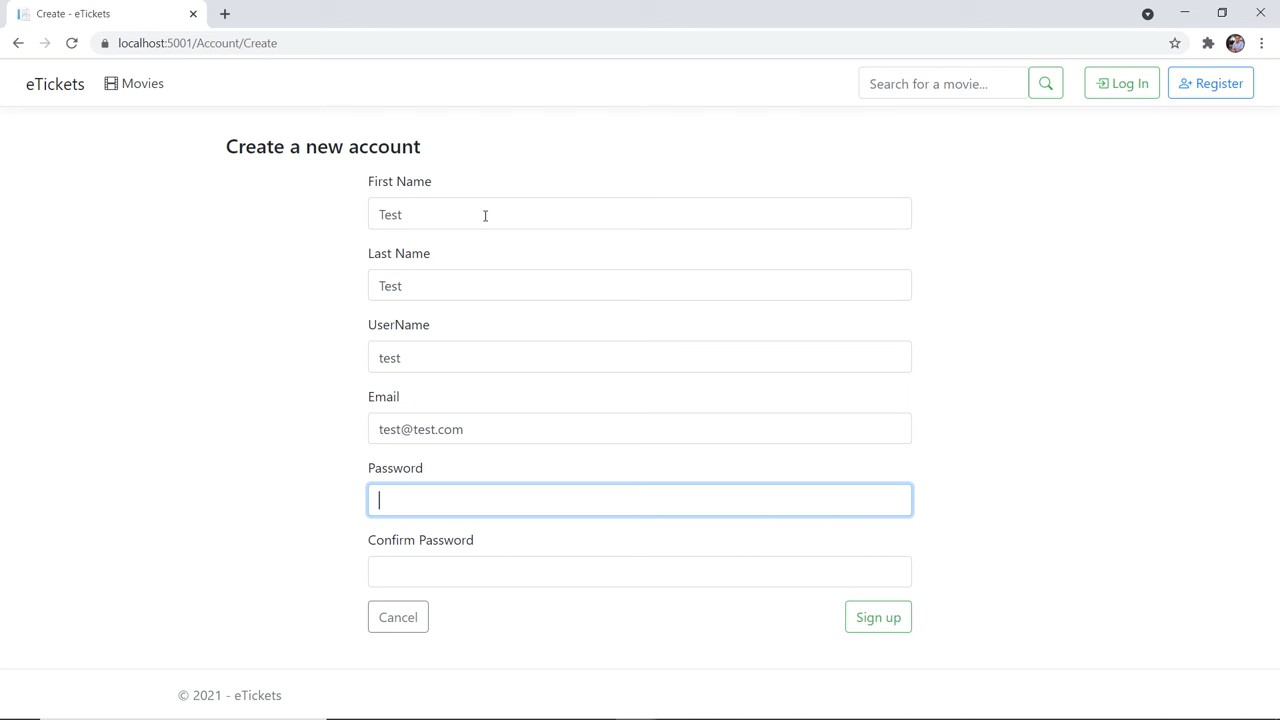 Create - eTickets
localhost:5001/Account/Create
eTickets Movies Search for a movie... Log In Register
Create a new account
First Name
Test
Last Name
Test
UserName
test
Email
test@test.com
Password
Confirm Password
Cancel Sign up
© 2021 - eTickets